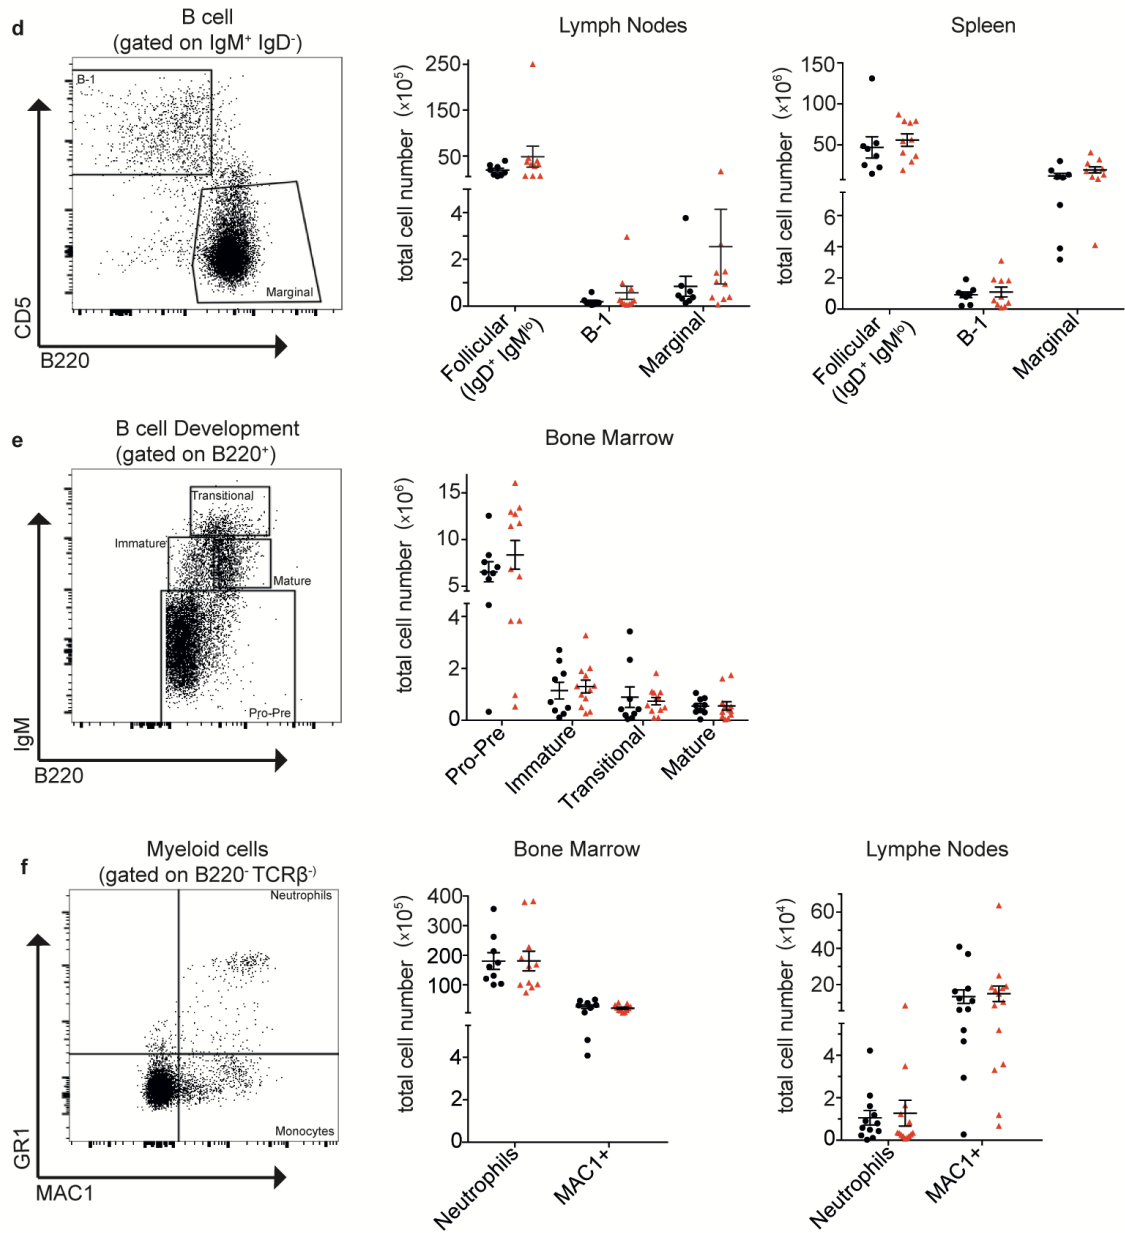 d
B cell
(gated on IgM⁺ IgD⁻)
B-1
Marginal
CD5
B220
Lymph Nodes
total cell number (×10⁵)
250
150
50
4
2
0
Follicular
(IgD⁺ IgMˡᵒ)
B-1
Marginal
Spleen
total cell number (×10⁶)
150
100
50
6
4
2
0
Follicular
(IgD⁺ IgMˡᵒ)
B-1
Marginal
e
B cell Development
(gated on B220⁺)
Transitional
Immature
Mature
Pro-Pre
IgM
B220
Bone Marrow
total cell number (×10⁶)
15
10
5
4
2
0
Pro-Pre
Immature
Transitional
Mature
f
Myeloid cells
(gated on B220⁻ TCRβ⁻⁾
Neutrophils
Monocytes
GR1
MAC1
Bone Marrow
total cell number (×10⁵)
400
300
200
100
4
2
0
Neutrophils
MAC1+
Lymphe Nodes
total cell number (×10⁴)
60
40
20
4
2
0
Neutrophils
MAC1+